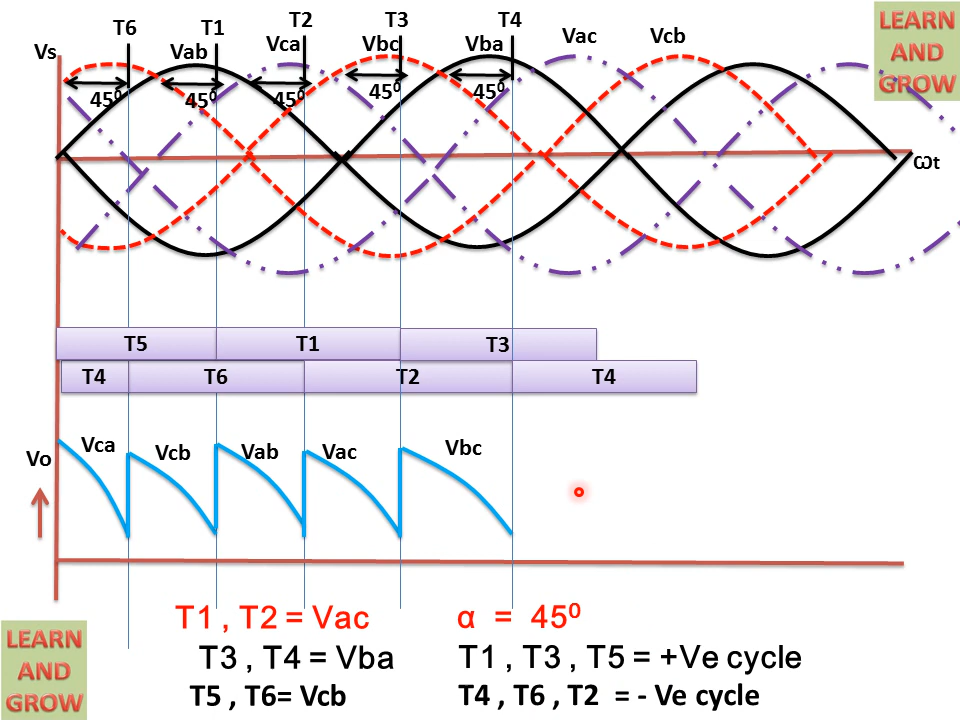 LEARN
AND
GROW
T6 T1 T2 T3 T4
Vs Vab Vca Vbc Vba Vac Vcb
45⁰ 45⁰ 45⁰ 45⁰ 45⁰
ωt
T5 T1 T3
T4 T6 T2 T4
Vo Vca Vcb Vab Vac Vbc
T1 , T2 = Vac α = 45⁰
T3 , T4 = Vba T1 , T3 , T5 = +Ve cycle
T5 , T6= Vcb T4 , T6 , T2 = - Ve cycle
LEARN
AND
GROW